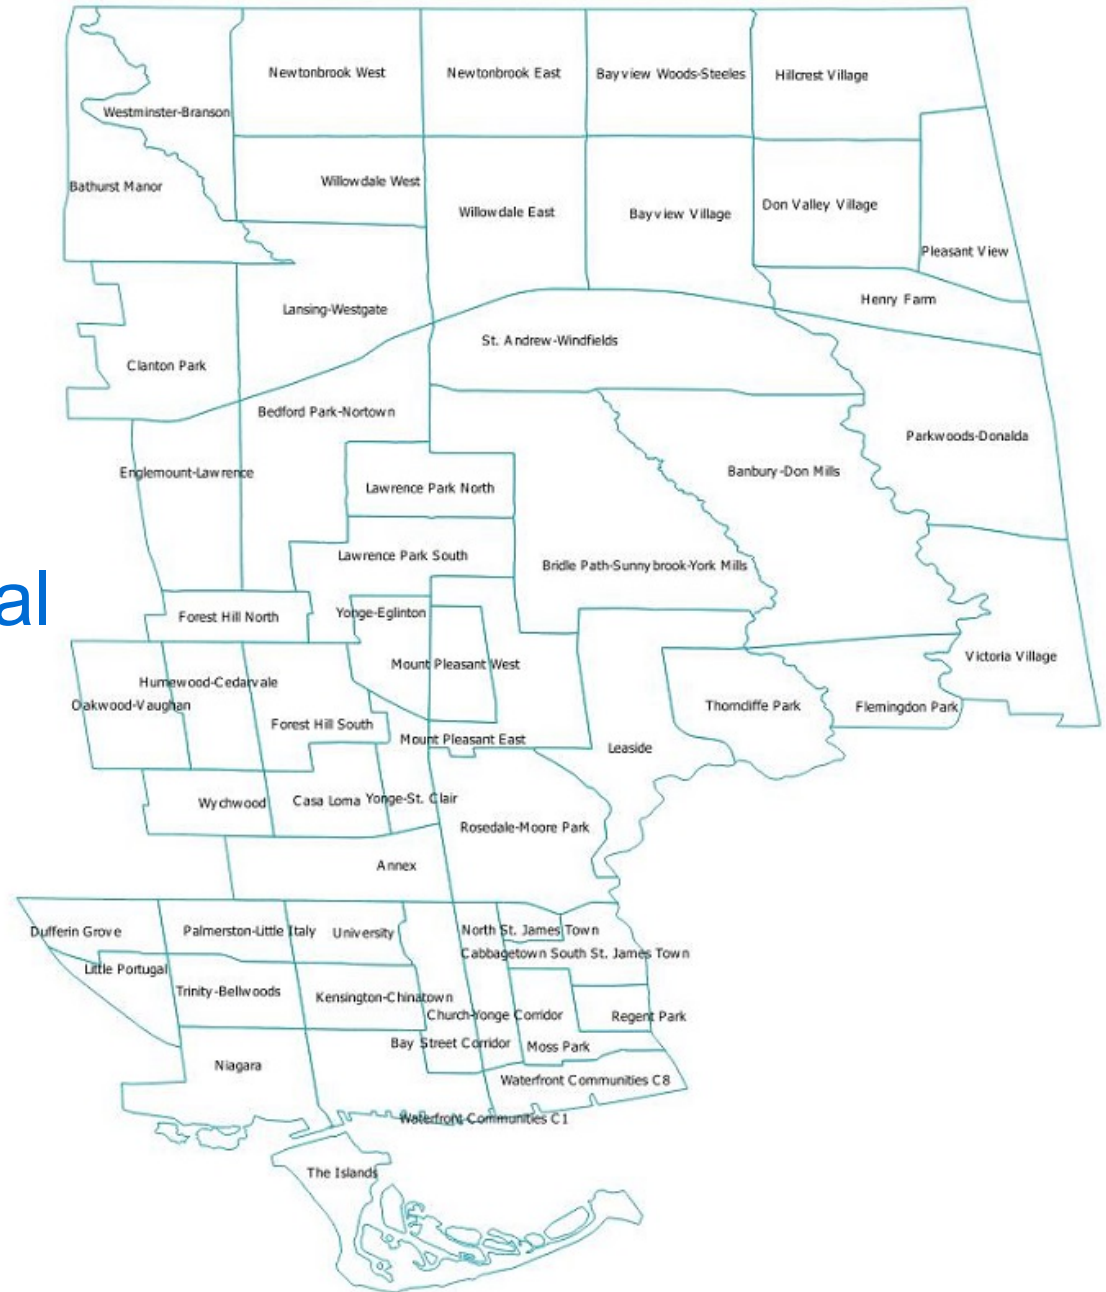 Newtonbrook West
Newtonbrook East
Bayview Woods-Steeles
Hillcrest Village
Westminster-Branson
Bathurst Manor
Willowdale West
Willowdale East
Bayview Village
Don Valley Village
Pleasant View
Henry Farm
Lansing-Westgate
St. Andrew-Windfields
Clanton Park
Bedford Park-Nortown
Parkwoods-Donalda
Englemount-Lawrence
Banbury-Don Mills
Lawrence Park North
Lawrence Park South
Bridle Path-Sunnybrook-York Mills
al
Forest Hill North
Yonge-Eglinton
Mount Pleasant West
Victoria Village
Humewood-Cedarvale
Oakwood-Vaughan
Thorncliffe Park
Flemingdon Park
Forest Hill South
Mount Pleasant East
Leaside
Wychwood
Casa Loma
Yonge-St. Clair
Rosedale-Moore Park
Annex
Dufferin Grove
Palmerston-Little Italy
University
North St. James Town
Cabbagetown South St. James Town
Little Portugal
Trinity-Bellwoods
Kensington-Chinatown
Church-Yonge Corridor
Regent Park
Bay Street Corridor
Moss Park
Niagara
Waterfront Communities C8
Waterfront Communities C1
The Islands